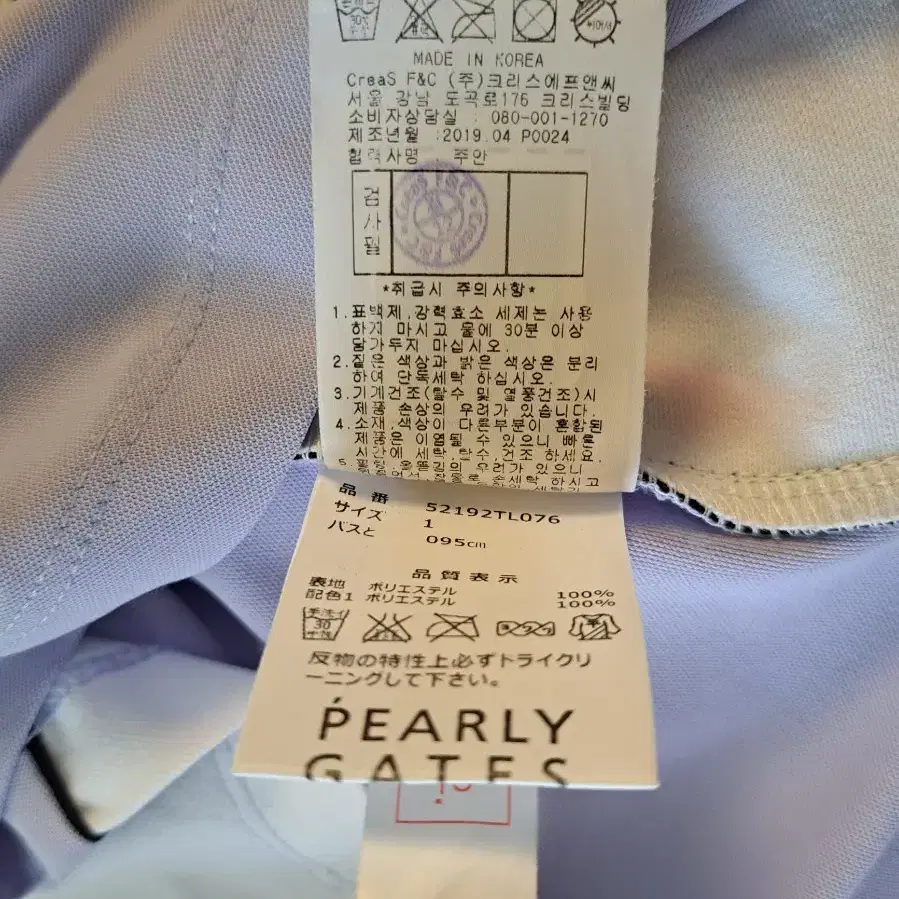 MADE IN KOREA
CreaS F&C (주)크리스에프앤씨
서울 강남 도곡로176 크리스빌딩
소비자상담실 : 080-001-1270
제조년월 :2019.04 P0024
협력사명 주안
검사필
*취급시 주의사항*
1.표백제,강력효소 세제는 사용
하지 마시고 물에 30분 이상
담가두지 마십시오.
2.짙은 색상과 밝은 색상은 분리
하여 단독세탁 하십시오.
3.기계건조(탈수 및 열풍건조)시
제품 손상의 우려가 있습니다.
4.소재,색상이 다른부분이 혼합된
제품은 이염될 수 있으니 빠른
시간에 세탁,탈수,건조 하세요.
우려가 있으니
品番 52192TL076
サイズ 1
バスと 095cm
品質表示
表地 ポリエステル 100%
配色1 ポリエステル 100%
手洗イ
30
反物の特性上必ずトライクリ
ーニングして下さい。
PEARLY
GATES